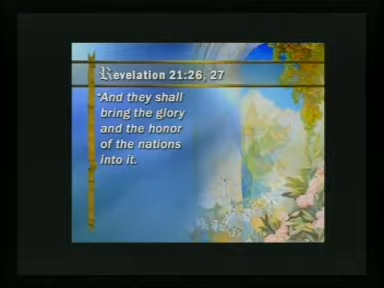 Revelation 21:26, 27
"And they shall
bring the glory
and the honor
of the nations
into it.